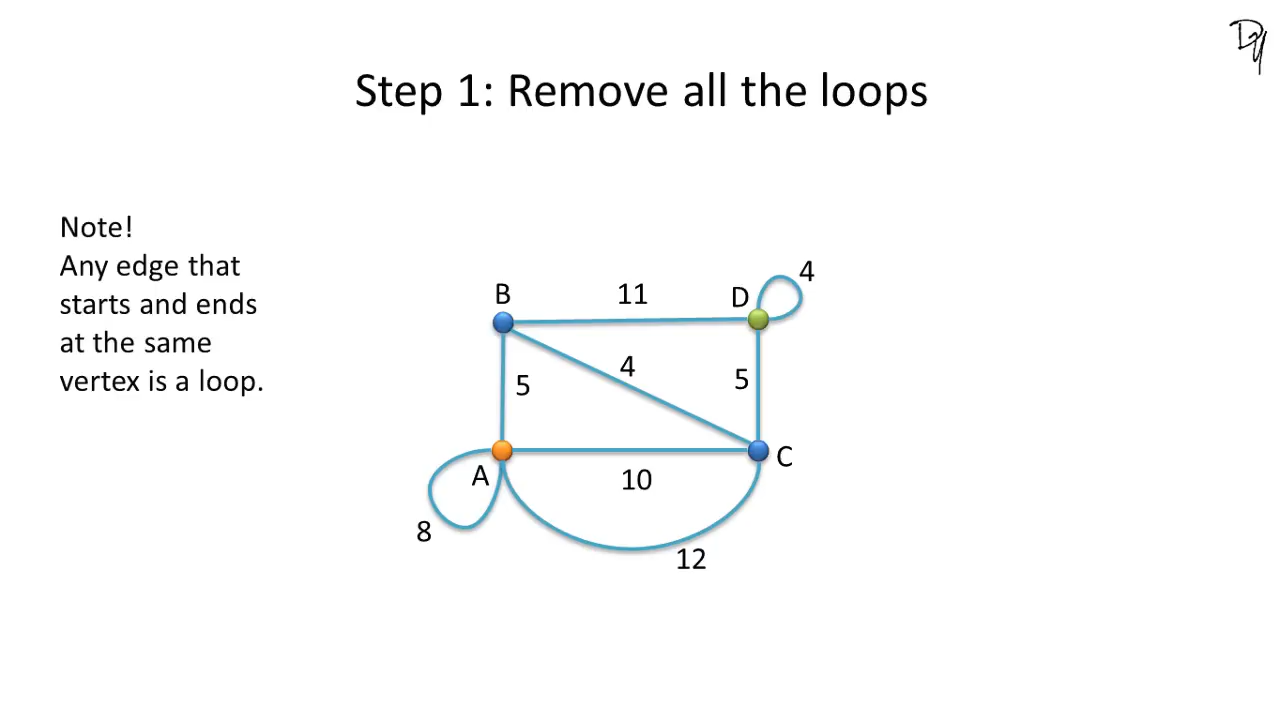 Step 1: Remove all the loops
Note!
Any edge that
starts and ends
at the same
vertex is a loop.
4
B
11
D
4
5
5
A
10
C
8
12